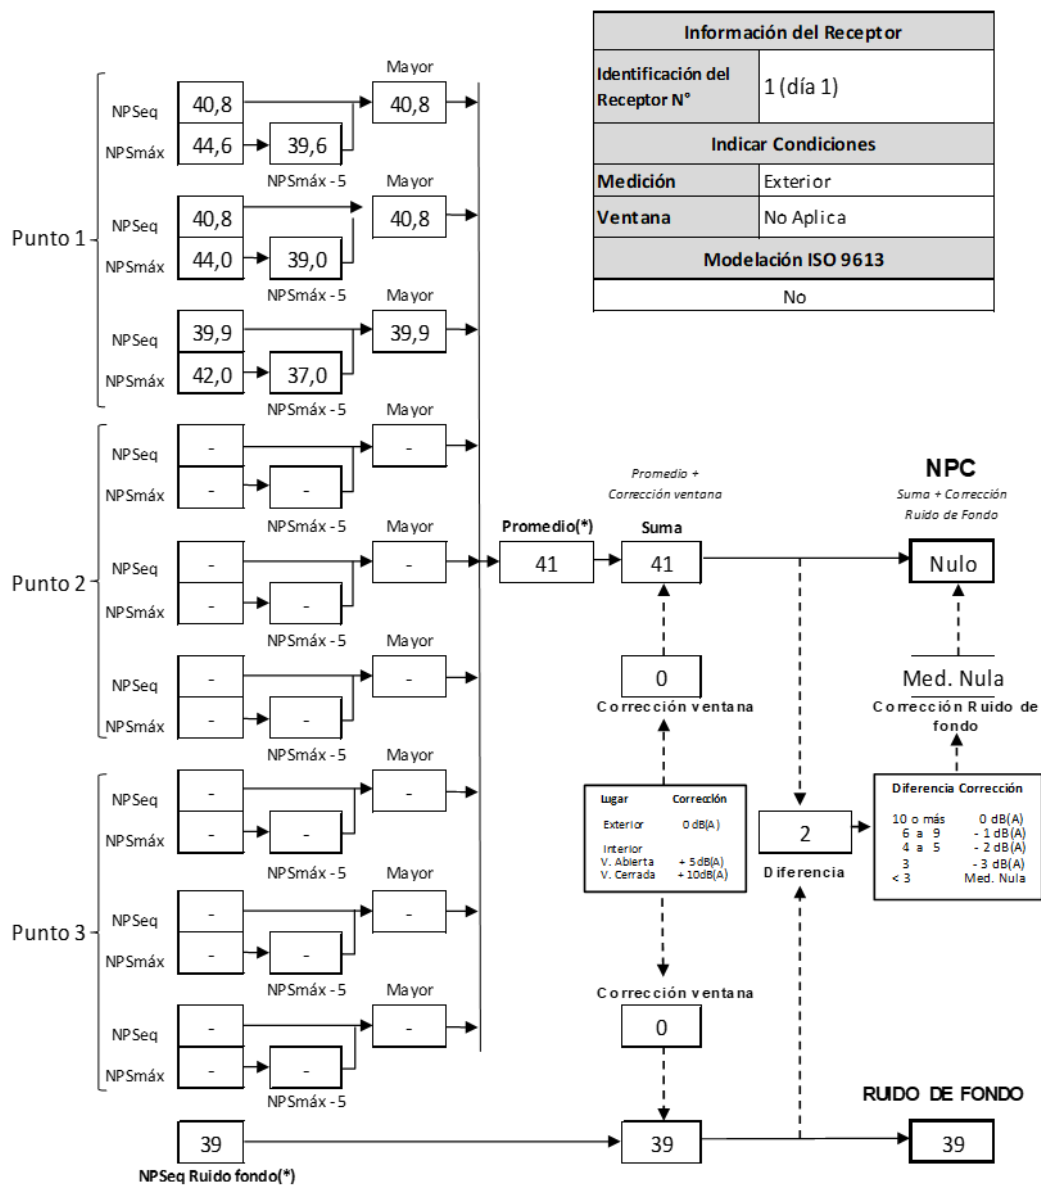 Información del Receptor
Identificación del Receptor N°
1 (día 1)
Indicar Condiciones
Medición
Exterior
Ventana
No Aplica
Modelación ISO 9613
No
Punto 1
Mayor
NPSeq
40,8
40,8
NPSmáx
44,6
39,6
NPSmáx - 5
Mayor
NPSeq
40,8
40,8
NPSmáx
44,0
39,0
NPSmáx - 5
Mayor
NPSeq
39,9
39,9
NPSmáx
42,0
37,0
NPSmáx - 5
Punto 2
Mayor
NPSeq
-
-
NPSmáx
-
-
NPSmáx - 5
Mayor
NPSeq
-
-
NPSmáx
-
-
NPSmáx - 5
Mayor
NPSeq
-
-
NPSmáx
-
-
NPSmáx - 5
Punto 3
Mayor
NPSeq
-
-
NPSmáx
-
-
NPSmáx - 5
Mayor
NPSeq
-
-
NPSmáx
-
-
NPSmáx - 5
Mayor
NPSeq
-
-
NPSmáx
-
-
NPSmáx - 5
Promedio(*)
41
Promedio +
Corrección ventana
Suma
41
NPC
Suma + Corrección
Ruido de Fondo
Nulo
0
Corrección ventana
Med. Nula
Corrección Ruido de
fondo
Lugar Corrección
Exterior 0 dB(A)
Interior
V. Abierta + 5dB(A)
V. Cerrada + 10dB(A)
2
Diferencia
Diferencia Corrección
10 o más 0 dB(A)
6 a 9 - 1 dB(A)
4 a 5 - 2 dB(A)
3 - 3 dB(A)
< 3 Med. Nula
Corrección ventana
0
RUIDO DE FONDO
39
39
39
NPSeq Ruido fondo(*)